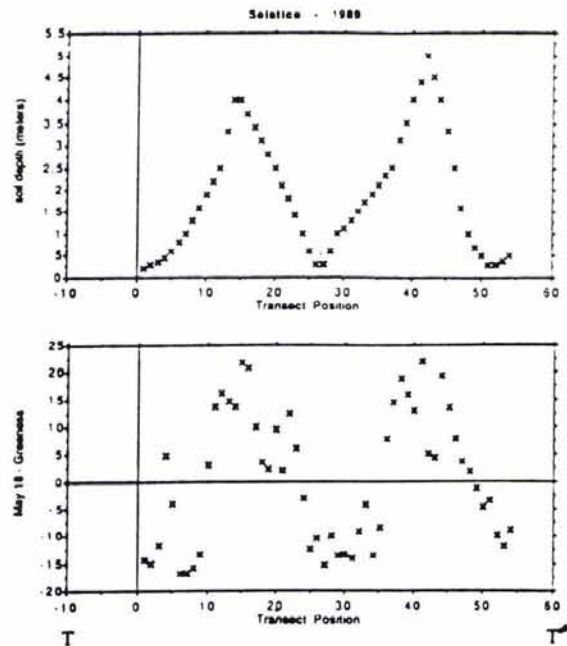 Solstice - 1989
soil depth (meters)
5 5
5
4 5
4
3 5
3
2 5
2
1 5
1
5
0
-10 0 10 20 30 40 50 60
Transect Position
May 18 - Greeness
25
20
15
10
5
0
-5
-10
-15
-20
-10 0 10 20 30 40 50 60
Transect Position
T T'